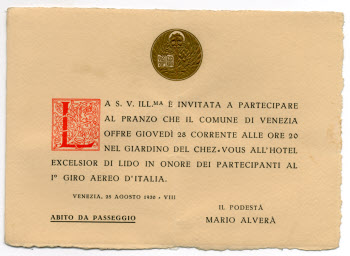 LA S. V. ILL.MA È INVITATA A PARTECIPARE
AL PRANZO CHE IL COMUNE DI VENEZIA
OFFRE GIOVEDÌ 28 CORRENTE ALLE ORE 20
NEL GIARDINO DEL CHEZ-VOUS ALL'HOTEL
EXCELSIOR DI LIDO IN ONORE DEI PARTECIPANTI AL
I° GIRO AEREO D'ITALIA.
VENEZIA, 25 AGOSTO 1930 - VIII
IL PODESTÀ
ABITO DA PASSEGGIO
MARIO ALVERÀ